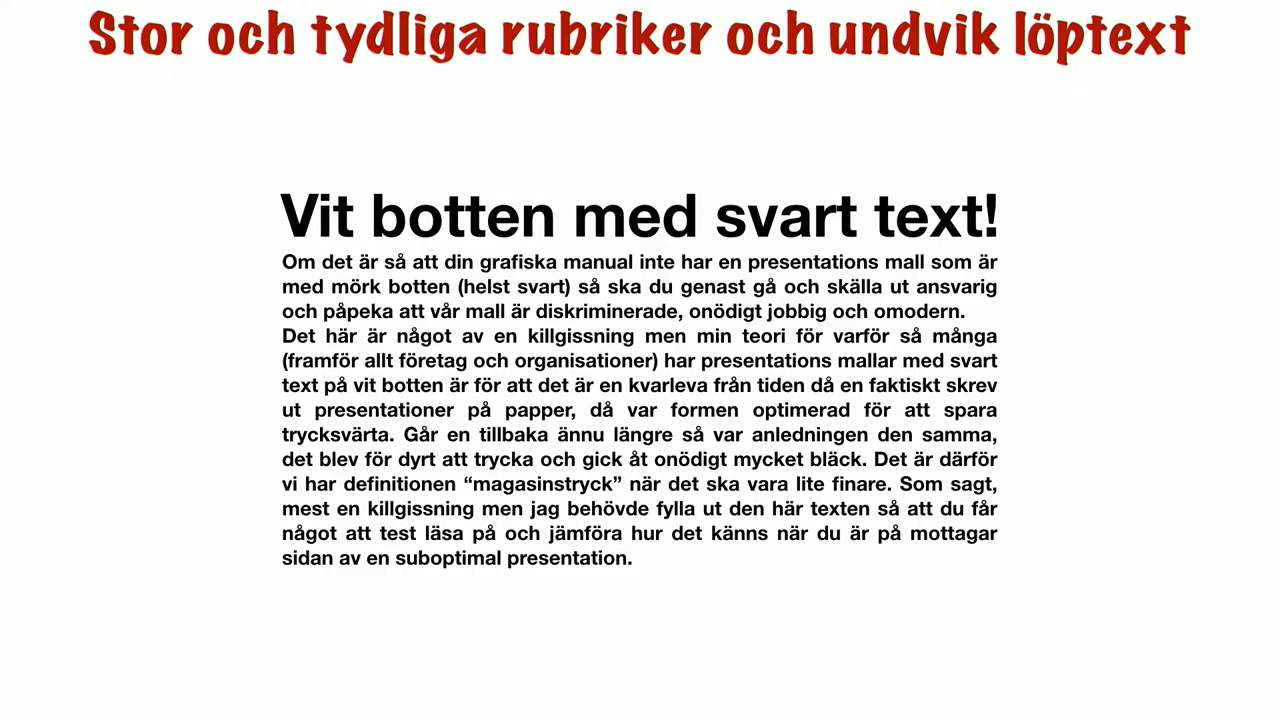 Stor och tydliga rubriker och undvik löptext
Vit botten med svart text!
Om det är så att din grafiska manual inte har en presentations mall som är
med mörk botten (helst svart) så ska du genast gå och skälla ut ansvarig
och påpeka att vår mall är diskriminerade, onödigt jobbig och omodern.
Det här är något av en killgissning men min teori för varför så många
(framför allt företag och organisationer) har presentations mallar med svart
text på vit botten är för att det är en kvarleva från tiden då en faktiskt skrev
ut presentationer på papper, då var formen optimerad för att spara
trycksvärta. Går en tillbaka ännu längre så var anledningen den samma,
det blev för dyrt att trycka och gick åt onödigt mycket bläck. Det är därför
vi har definitionen “magasinstryck” när det ska vara lite finare. Som sagt,
mest en killgissning men jag behövde fylla ut den här texten så att du får
något att test läsa på och jämföra hur det känns när du är på mottagar
sidan av en suboptimal presentation.